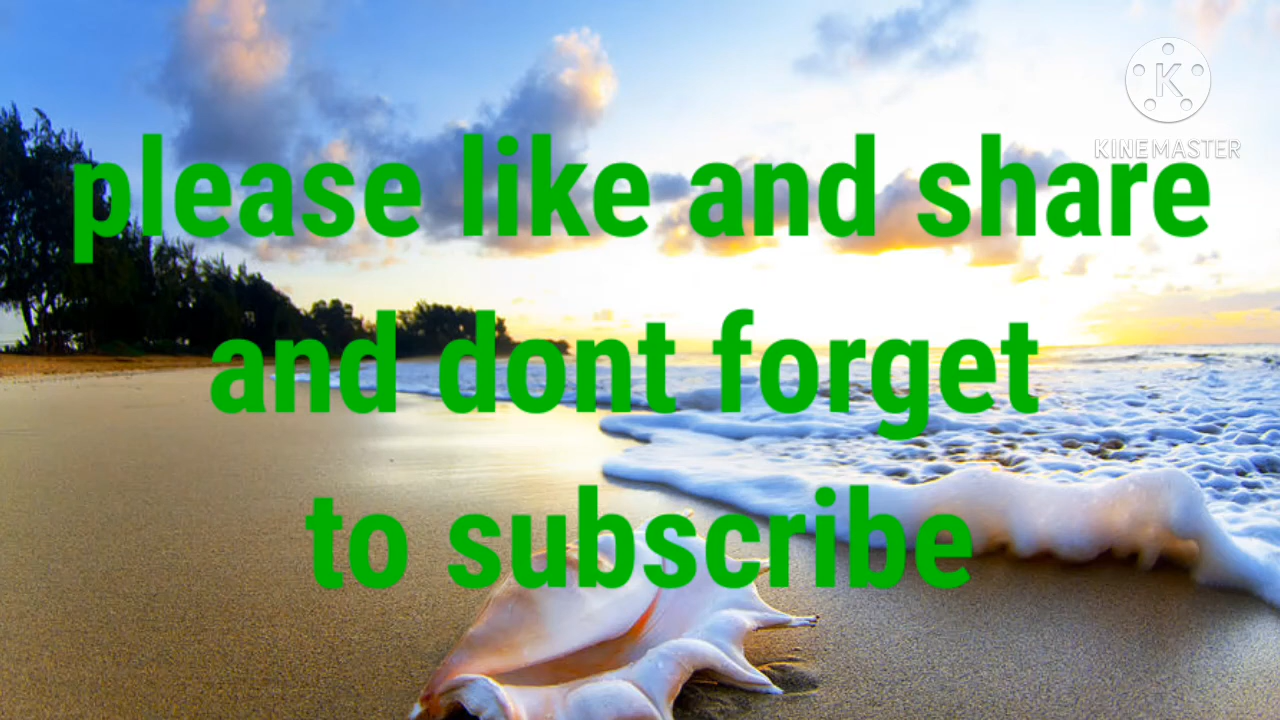 K
KINEMASTER
please like and share
and dont forget
to subscribe